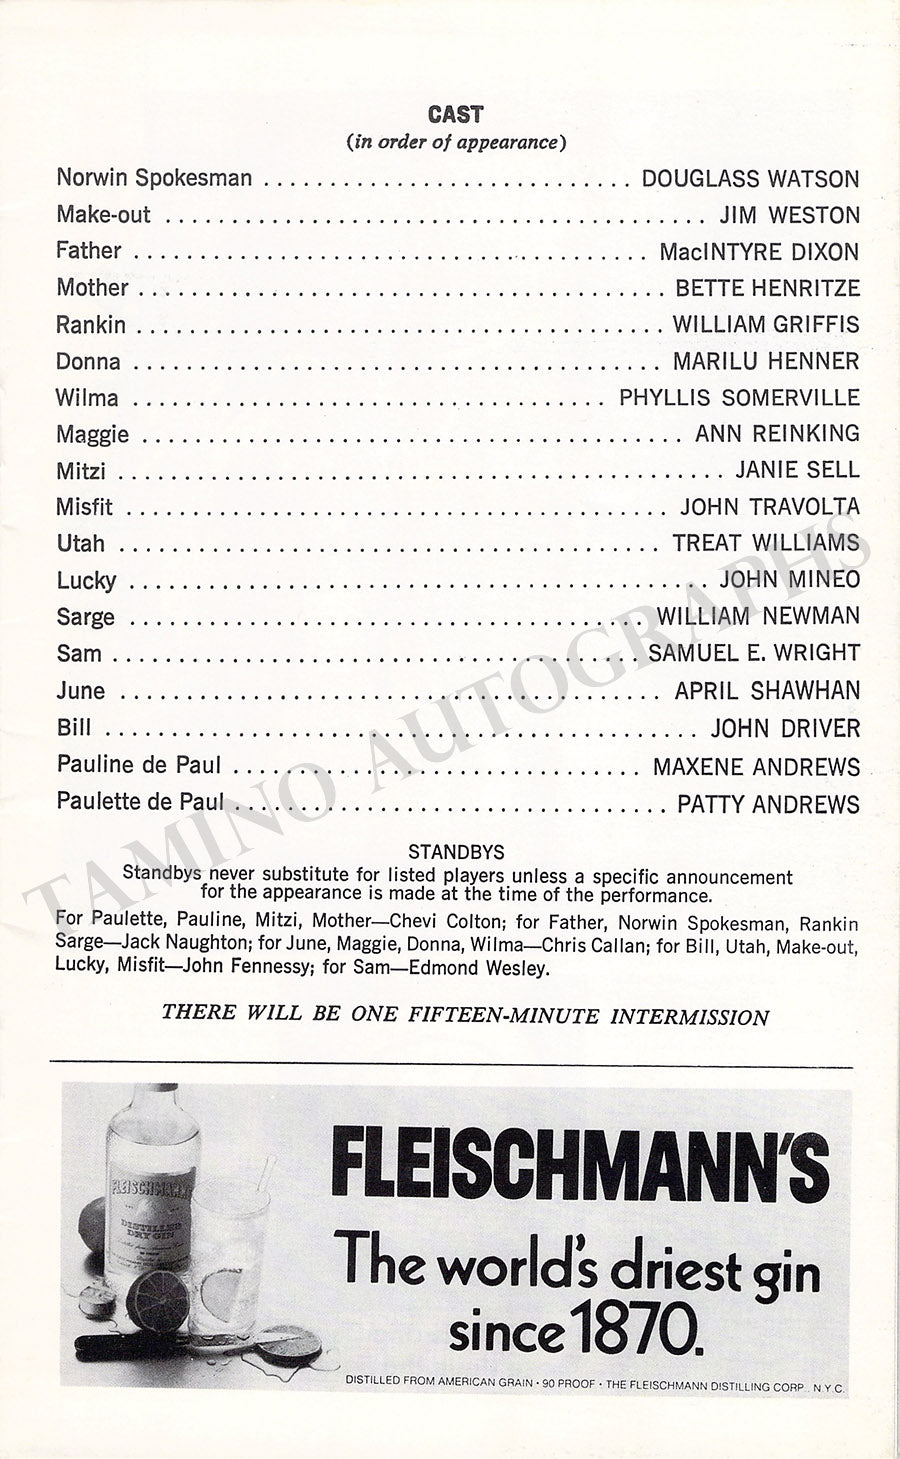 CAST
(in order of appearance)
Norwin Spokesman ............................ DOUGLASS WATSON
Make-out ......................................... JIM WESTON
Father ....................................... MacINTYRE DIXON
Mother ........................................ BETTE HENRITZE
Rankin ........................................ WILLIAM GRIFFIS
Donna ........................................ MARILU HENNER
Wilma .................................... PHYLLIS SOMERVILLE
Maggie ......................................... ANN REINKING
Mitzi .............................................. JANIE SELL
Misfit ......................................... JOHN TRAVOLTA
Utah ......................................... TREAT WILLIAMS
Lucky ............................................ JOHN MINEO
Sarge ....................................... WILLIAM NEWMAN
Sam ........................................ SAMUEL E. WRIGHT
June ......................................... APRIL SHAWHAN
Bill ............................................. JOHN DRIVER
Pauline de Paul ............................... MAXENE ANDREWS
Paulette de Paul ................................. PATTY ANDREWS
STANDBYS
Standbys never substitute for listed players unless a specific announcement
for the appearance is made at the time of the performance.
For Paulette, Pauline, Mitzi, Mother—Chevi Colton; for Father, Norwin Spokesman, Rankin
Sarge—Jack Naughton; for June, Maggie, Donna, Wilma—Chris Callan; for Bill, Utah, Make-out,
Lucky, Misfit—John Fennessy; for Sam—Edmond Wesley.
THERE WILL BE ONE FIFTEEN-MINUTE INTERMISSION
TAMINO AUTOGRAPHS
FLEISCHMANN'S
DISTILLED
DRY GIN
FLEISCHMANN'S
The world's driest gin
since 1870.
DISTILLED FROM AMERICAN GRAIN • 90 PROOF • THE FLEISCHMANN DISTILLING CORP., N.Y.C.